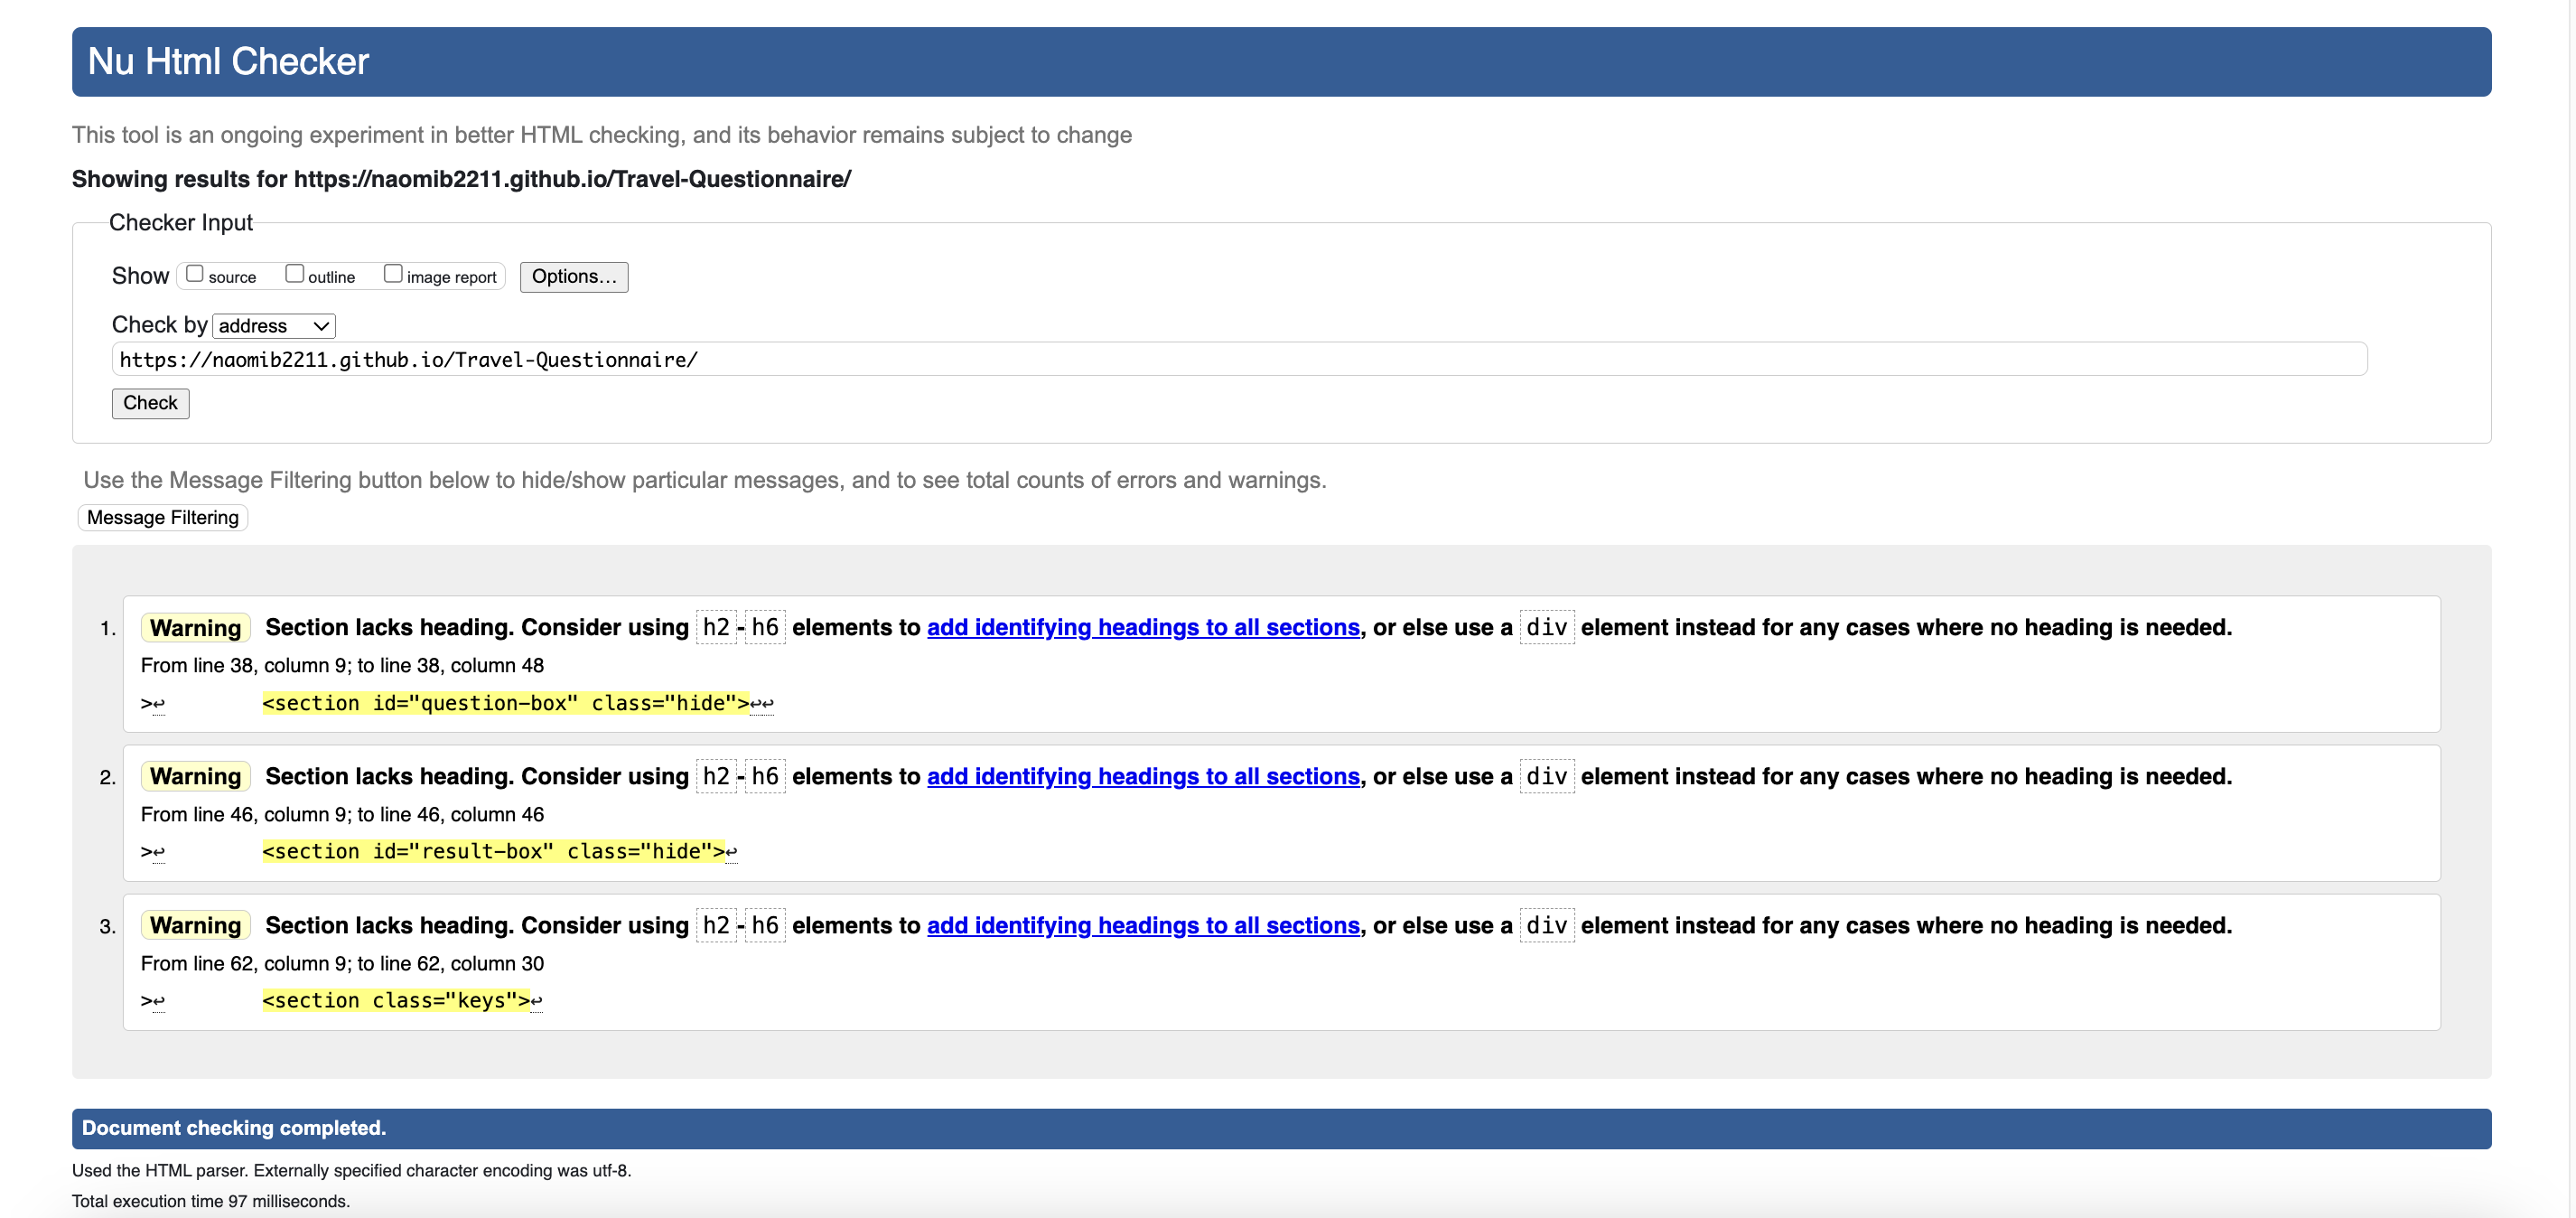 Nu Html Checker
This tool is an ongoing experiment in better HTML checking, and its behavior remains subject to change
Showing results for https://naomib2211.github.io/Travel-Questionnaire/
Checker Input
Show source outline image report Options...
Check by address
https://naomib2211.github.io/Travel-Questionnaire/
Check
Use the Message Filtering button below to hide/show particular messages, and to see total counts of errors and warnings.
Message Filtering
1. Warning Section lacks heading. Consider using h2-h6 elements to add identifying headings to all sections, or else use a div element instead for any cases where no heading is needed.
From line 38, column 9; to line 38, column 48
>↩ <section id="question-box" class="hide">↩↩
2. Warning Section lacks heading. Consider using h2-h6 elements to add identifying headings to all sections, or else use a div element instead for any cases where no heading is needed.
From line 46, column 9; to line 46, column 46
>↩ <section id="result-box" class="hide">↩
3. Warning Section lacks heading. Consider using h2-h6 elements to add identifying headings to all sections, or else use a div element instead for any cases where no heading is needed.
From line 62, column 9; to line 62, column 30
>↩ <section class="keys">↩
Document checking completed.
Used the HTML parser. Externally specified character encoding was utf-8.
Total execution time 97 milliseconds.